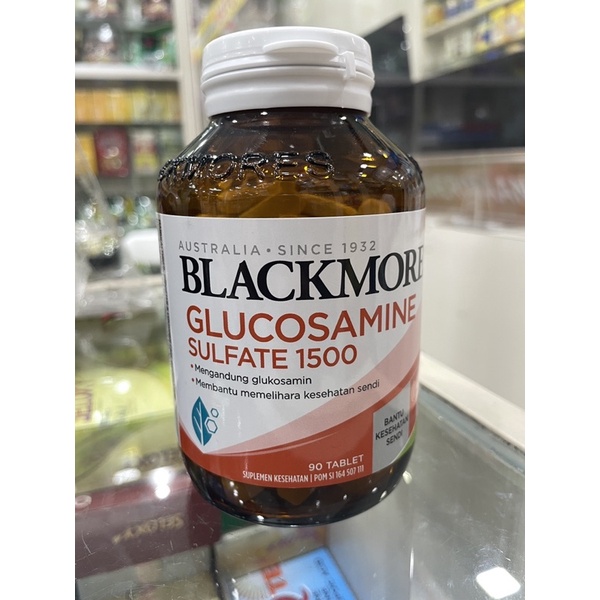 MORES
AUSTRALIA • SINCE 1932
BLACKMORE
GLUCOSAMINE
SULFATE 1500
• Mengandung glukosamin
• Membantu memelihara kesehatan sendi
BANTU
KESEHATAN
SENDI
90 TABLET
SUPLEMEN KESEHATAN | POM SI 164 507 111